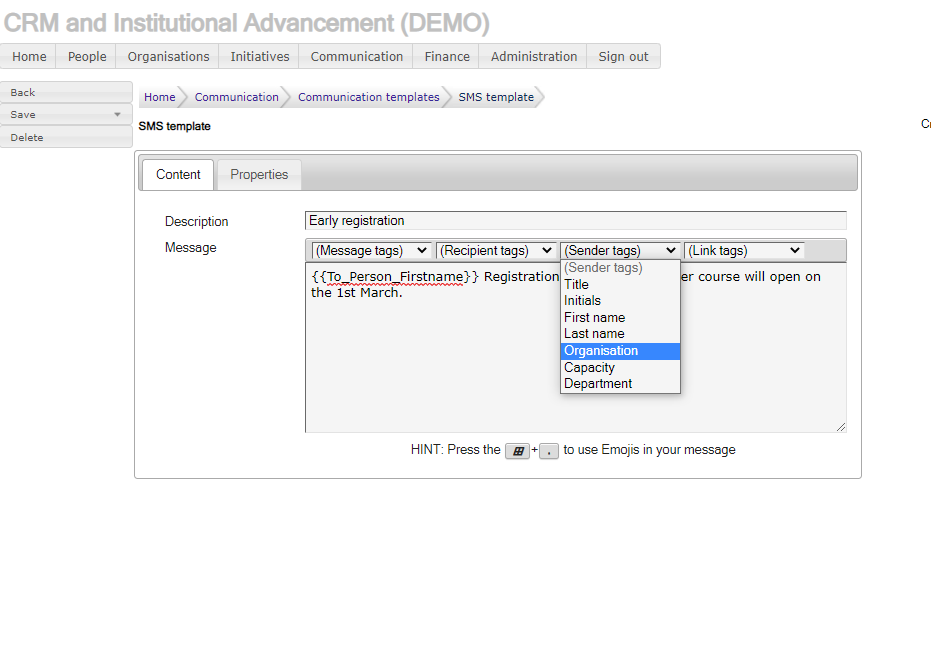 CRM and Institutional Advancement (DEMO)
Home People Organisations Initiatives Communication Finance Administration Sign out
Back
Save
Delete
Home Communication Communication templates SMS template
SMS template
Content Properties
Description Early registration
Message (Message tags) (Recipient tags) (Sender tags) (Link tags)
{{To_Person_Firstname}} Registration er course will open on
the 1st March.
(Sender tags)
Title
Initials
First name
Last name
Organisation
Capacity
Department
HINT: Press the + . to use Emojis in your message